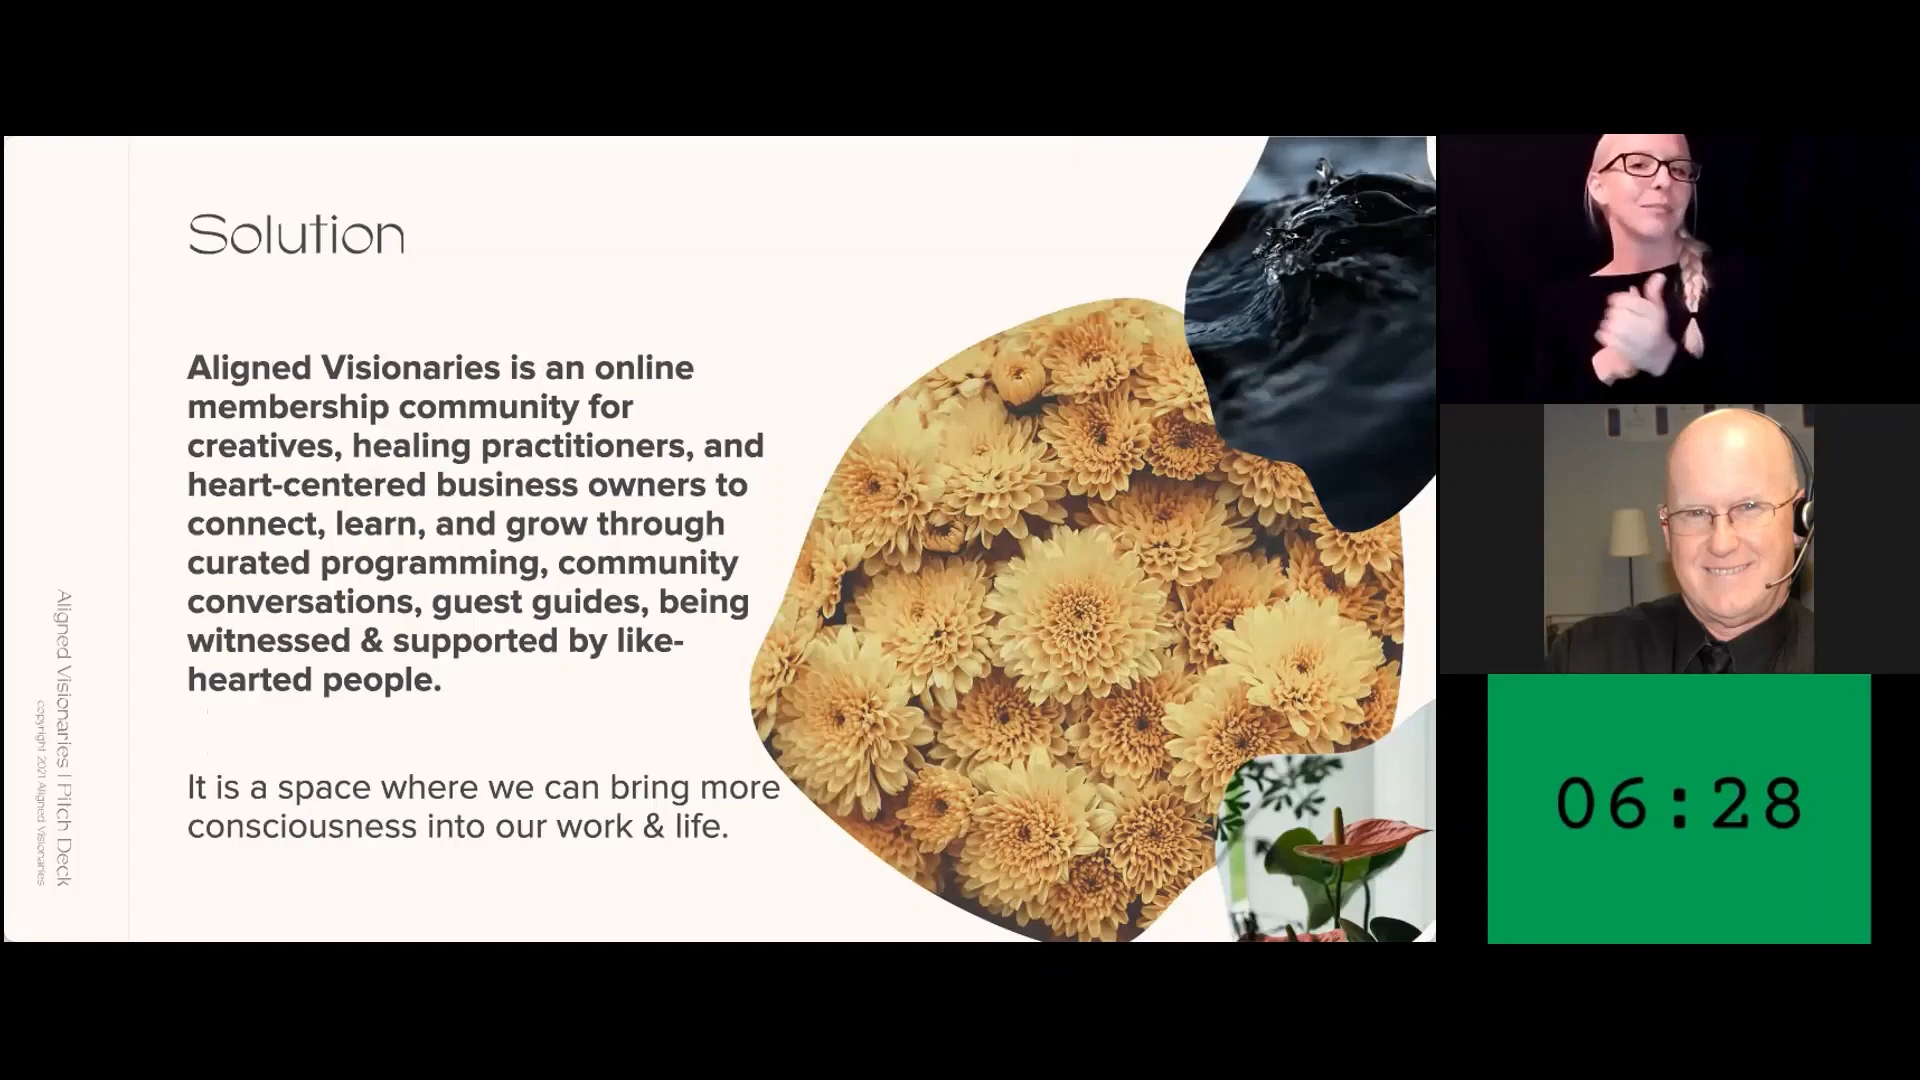 Solution
Aligned Visionaries is an online
membership community for
creatives, healing practitioners, and
heart-centered business owners to
connect, learn, and grow through
curated programming, community
conversations, guest guides, being
witnessed & supported by like-
hearted people.
It is a space where we can bring more
consciousness into our work & life.
Aligned Visionaries | Pitch Deck
copyright 2021 Aligned Visionaries
06:28